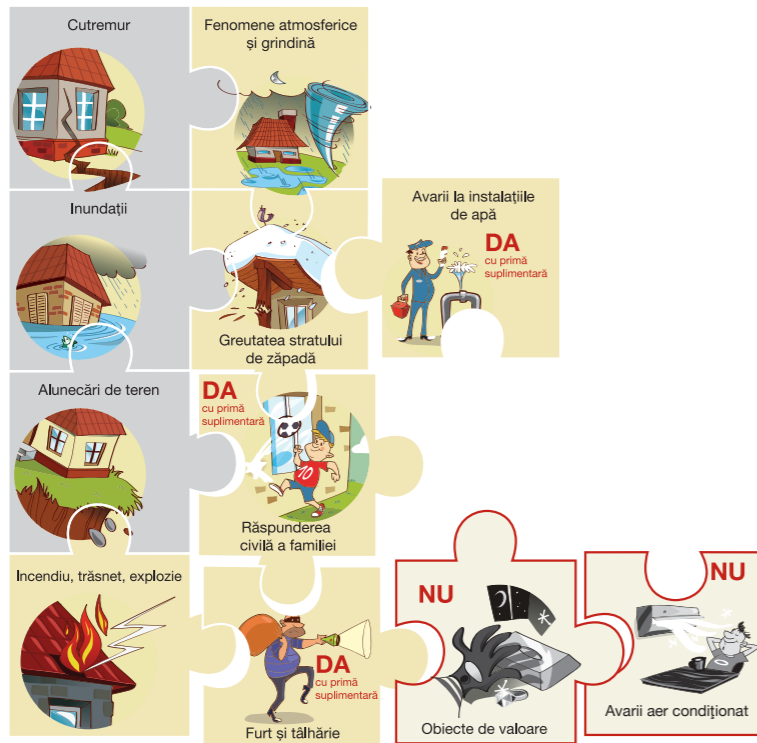 Cutremur
Fenomene atmosferice
și grindină
Inundații
Greutatea stratului
de zăpadă
Avarii la instalațiile
de apă
DA
cu primă
suplimentară
Alunecări de teren
DA
cu primă
suplimentară
10
Răspunderea
civilă a familiei
Incendiu, trăsnet, explozie
DA
cu primă
suplimentară
Furt și tâlhărie
NU
Obiecte de valoare
NU
Avarii aer condiționat